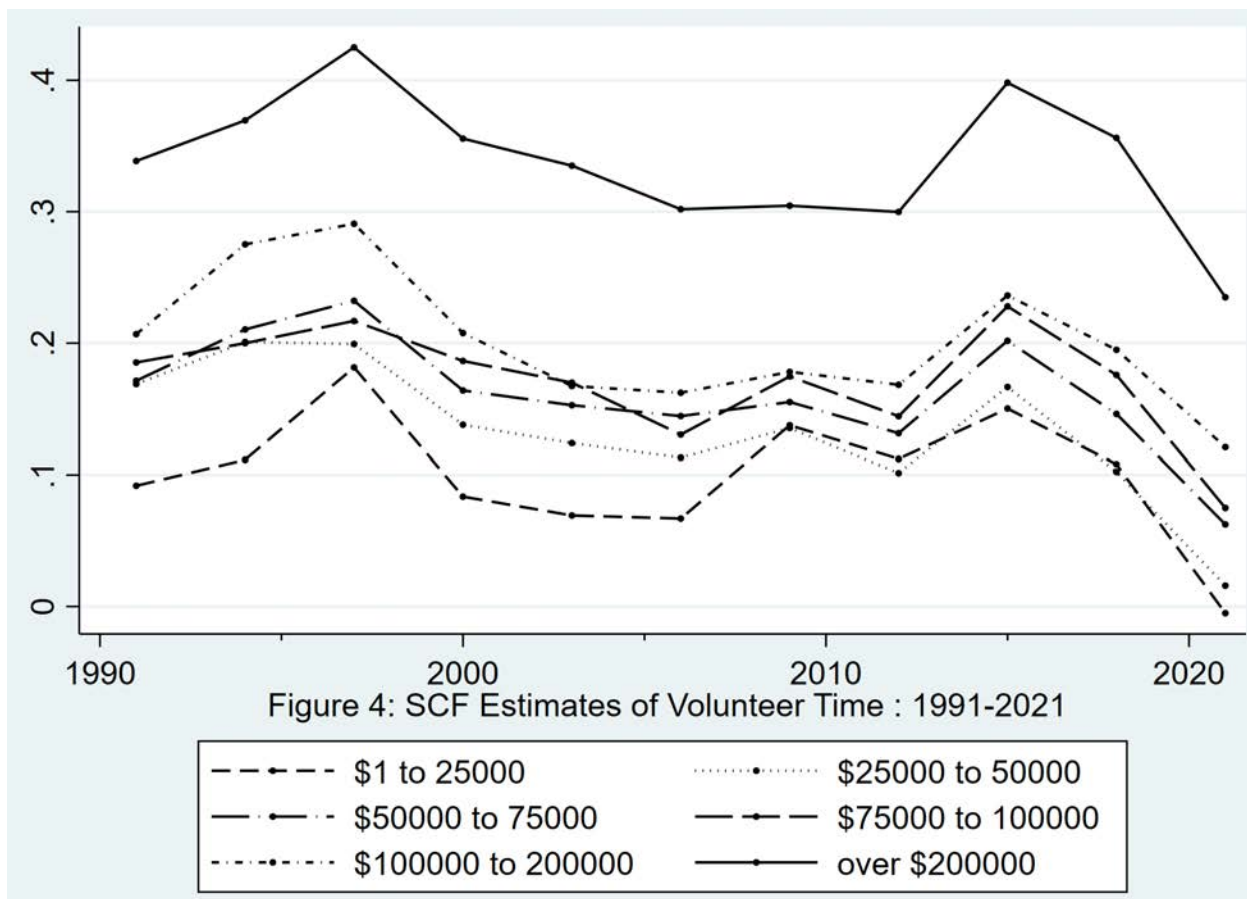 .4
.3
.2
.1
0
1990 2000 2010 2020
Figure 4: SCF Estimates of Volunteer Time : 1991-2021
$1 to 25000 $25000 to 50000
$50000 to 75000 $75000 to 100000
$100000 to 200000 over $200000